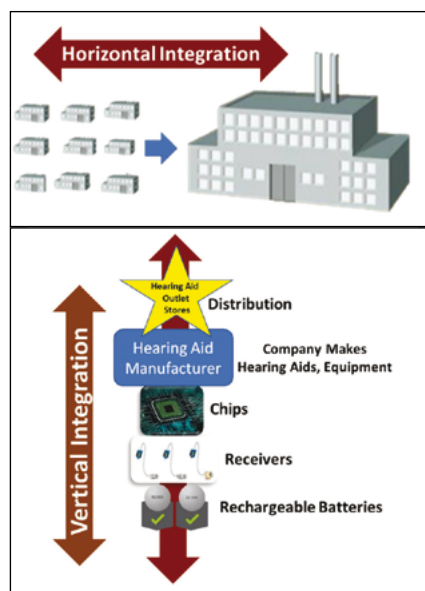 Horizontal Integration
Vertical Integration
Hearing Aid
Outlet
Stores
Distribution
Hearing Aid
Manufacturer
Company Makes
Hearing Aids, Equipment
Chips
Receivers
Rechargeable Batteries